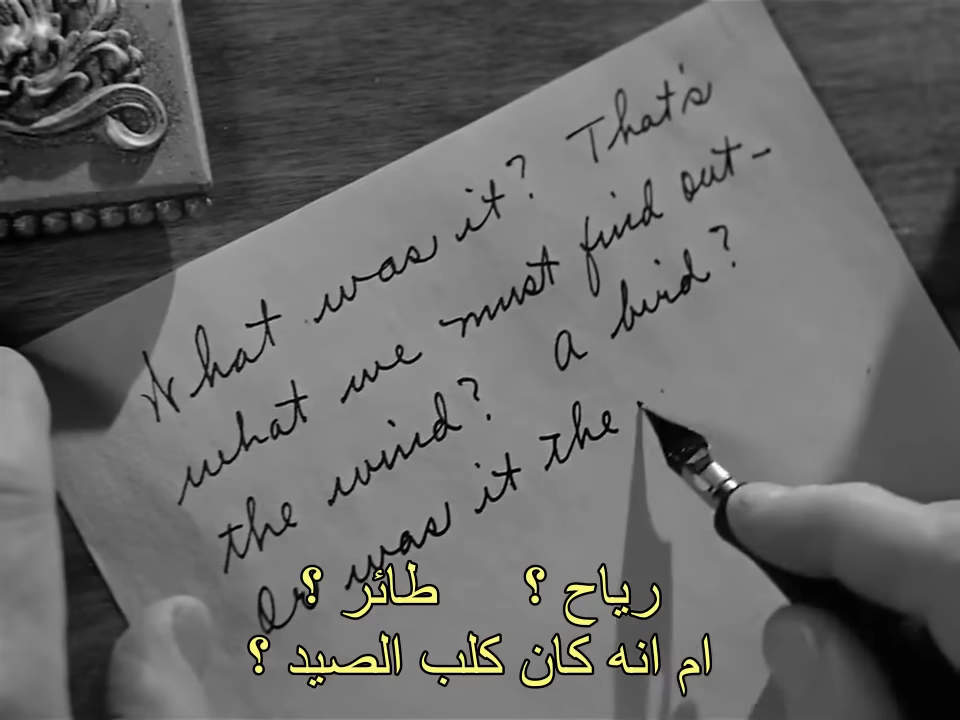 What was it? That's
what we must find out-
the wind? A bird?
Or was it the
رياح ؟ طائر ؟
ام انه كان كلب الصيد ؟